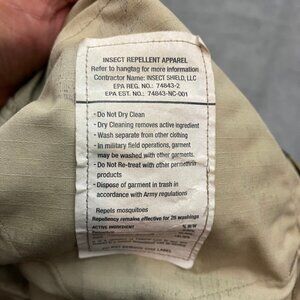 INSECT REPELLENT APPAREL
Refer to hangtag for more information
Contractor Name: INSECT SHIELD, LLC
EPA REG. NO.: 74843-2
EPA EST. NO.: 74843-NC-001
- Do Not Dry Clean
- Dry Cleaning removes active ingredient
- Wash separate from other clothing
- In military field operations, garment
may be washed with other garments.
- Do Not Re-treat with other permethrin
products
- Dispose of garment in trash in
accordance with Army regulations
Repels mosquitoes
Repellency remains effective for 25 washings
ACTIVE INGREDIENT % W/W